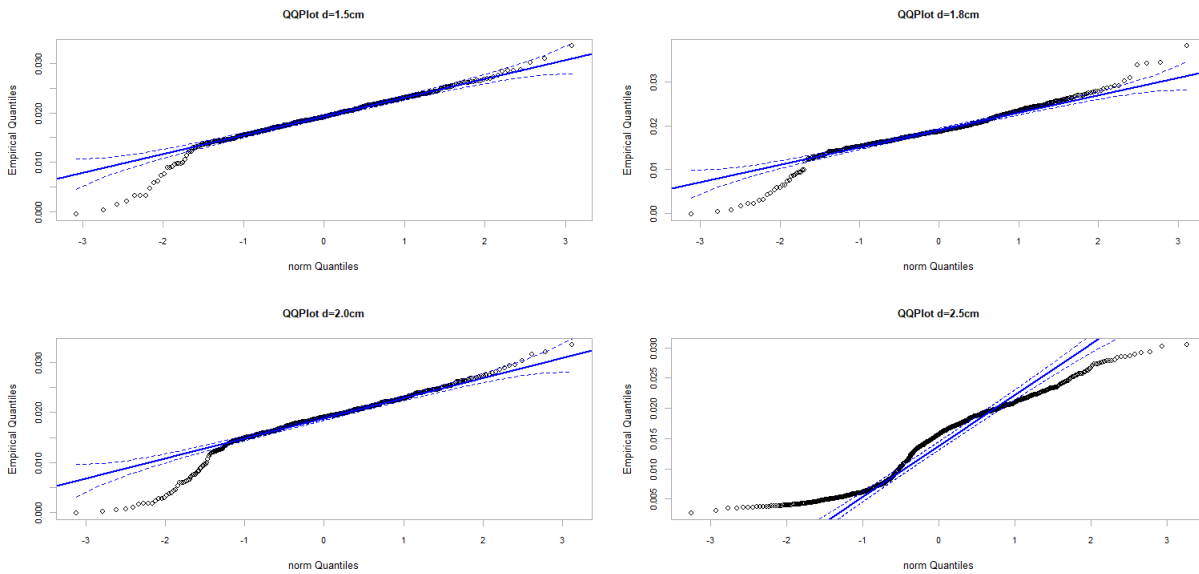 QQPlot d=1.5cm
Empirical Quantiles
0.030
0.020
0.010
0.000
-3 -2 -1 0 1 2 3
norm Quantiles
QQPlot d=1.8cm
Empirical Quantiles
0.03
0.02
0.01
0.00
-3 -2 -1 0 1 2 3
norm Quantiles
QQPlot d=2.0cm
Empirical Quantiles
0.030
0.020
0.010
0.000
-3 -2 -1 0 1 2 3
norm Quantiles
QQPlot d=2.5cm
Empirical Quantiles
0.030
0.025
0.020
0.015
0.010
0.005
-3 -2 -1 0 1 2 3
norm Quantiles